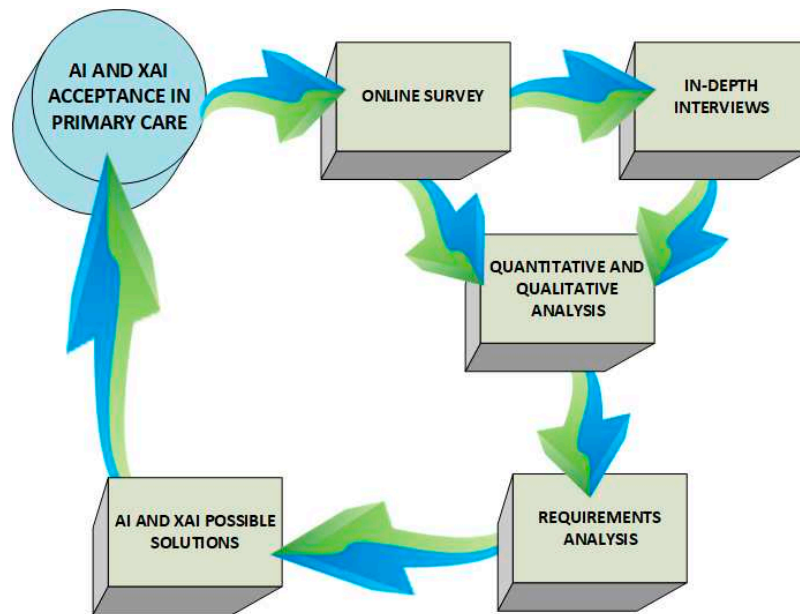 AI AND XAI
ACCEPTANCE IN
PRIMARY CARE
ONLINE SURVEY
IN-DEPTH
INTERVIEWS
QUANTITATIVE AND
QUALITATIVE
ANALYSIS
REQUIREMENTS
ANALYSIS
AI AND XAI POSSIBLE
SOLUTIONS